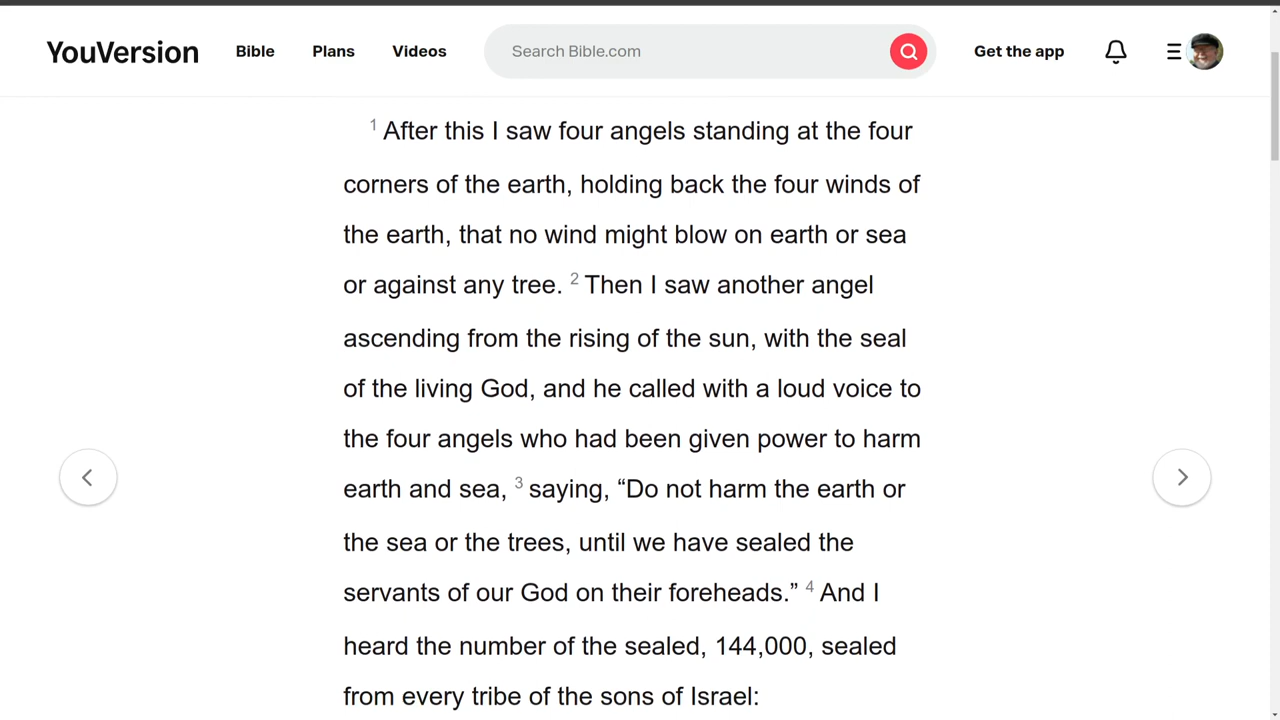 YouVersion Bible Plans Videos Search Bible.com Get the app
1 After this I saw four angels standing at the four
corners of the earth, holding back the four winds of
the earth, that no wind might blow on earth or sea
or against any tree. 2 Then I saw another angel
ascending from the rising of the sun, with the seal
of the living God, and he called with a loud voice to
the four angels who had been given power to harm
earth and sea, 3 saying, “Do not harm the earth or
the sea or the trees, until we have sealed the
servants of our God on their foreheads.” 4 And I
heard the number of the sealed, 144,000, sealed
from every tribe of the sons of Israel: